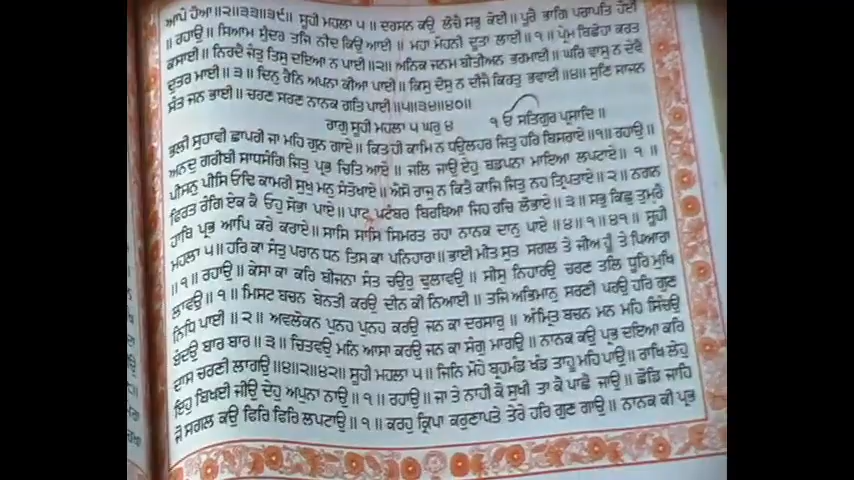 ਆਪੇ ਹੋਆ ॥੨॥੩੩॥੩੯॥ ਸੂਹੀ ਮਹਲਾ ੫ ॥ ਦਰਸਨ ਕਉ ਲੋਚੈ ਸਭੁ ਕੋਈ ॥ ਪੂਰੈ ਭਾਗਿ ਪਰਾਪਤਿ ਹੋਈ
॥ ਰਹਾਉ ॥ ਸਿਆਮ ਸੁੰਦਰ ਤਜਿ ਨੀਦ ਕਿਉ ਆਈ ॥ ਮਹਾ ਮੋਹਨੀ ਦੂਤਾ ਲਾਈ ॥੧॥ ਪ੍ਰੇਮ ਬਿਛੋਹਾ ਕਰਤ
ਕਸਾਈ ॥ ਨਿਰਦੈ ਜੰਤੁ ਤਿਸੁ ਦਇਆ ਨ ਪਾਈ ॥੨॥ ਅਨਿਕ ਜਨਮ ਬੀਤੀਅਨ ਭਰਮਾਈ ॥ ਘਰਿ ਵਾਸੁ ਨ ਦੇਵੈ
ਦੁਤਰ ਮਾਈ ॥੩॥ ਦਿਨੁ ਰੈਨਿ ਅਪਨਾ ਕੀਆ ਪਾਈ ॥ ਕਿਸੁ ਦੋਸੁ ਨ ਦੀਜੈ ਕਿਰਤੁ ਭਵਾਈ ॥੪॥ ਸੁਣਿ ਸਾਜਨ
ਸੰਤ ਜਨ ਭਾਈ ॥ ਚਰਣ ਸਰਣ ਨਾਨਕ ਗਤਿ ਪਾਈ ॥੫॥੩੪॥੪੦॥
ਰਾਗੁ ਸੂਹੀ ਮਹਲਾ ੫ ਘਰੁ ੪ ੴ ਸਤਿਗੁਰ ਪ੍ਰਸਾਦਿ ॥
ਭਲੀ ਸੁਹਾਵੀ ਛਾਪਰੀ ਜਾ ਮਹਿ ਗੁਨ ਗਾਏ ॥ ਕਿਤ ਹੀ ਕਾਮਿ ਨ ਧਉਲਹਰ ਜਿਤੁ ਹਰਿ ਬਿਸਰਾਏ ॥੧॥ ਰਹਾਉ ॥
ਅਨਦੁ ਗਰੀਬੀ ਸਾਧਸੰਗਿ ਜਿਤੁ ਪ੍ਰਭ ਚਿਤਿ ਆਏ ॥ ਜਲਿ ਜਾਉ ਏਹੁ ਬਡਪਨਾ ਮਾਇਆ ਲਪਟਾਏ ॥੧॥
ਪੀਸਨੁ ਪੀਸਿ ਓਢਿ ਕਾਮਰੀ ਸੁਖੁ ਮਨੁ ਸੰਤੋਖਾਏ ॥ ਐਸੋ ਰਾਜੁ ਨ ਕਿਤੈ ਕਾਜਿ ਜਿਤੁ ਨਹ ਤ੍ਰਿਪਤਾਏ ॥੨॥ ਨਗਨ
ਫਿਰਤ ਰੰਗਿ ਏਕ ਕੈ ਓਹੁ ਸੋਭਾ ਪਾਏ ॥ ਪਾਟ ਪਟੰਬਰ ਬਿਰਥਿਆ ਜਿਹ ਰਚਿ ਲੋਭਾਏ ॥੩॥ ਸਭੁ ਕਿਛੁ ਤੁਮ੍ਰੈ
ਹਾਥਿ ਪ੍ਰਭ ਆਪਿ ਕਰੇ ਕਰਾਏ ॥ ਸਾਸਿ ਸਾਸਿ ਸਿਮਰਤ ਰਹਾ ਨਾਨਕ ਦਾਨੁ ਪਾਏ ॥੪॥੧॥੪੧॥ ਸੂਹੀ
ਮਹਲਾ ੫ ॥ ਹਰਿ ਕਾ ਸੰਤੁ ਪਰਾਨ ਧਨ ਤਿਸ ਕਾ ਪਨਿਹਾਰਾ ॥ ਭਾਈ ਮੀਤ ਸੁਤ ਸਗਲ ਤੇ ਜੀਅ ਹੂੰ ਤੇ ਪਿਆਰਾ
॥੧॥ ਰਹਾਉ ॥ ਕੇਸਾ ਕਾ ਕਰਿ ਬੀਜਨਾ ਸੰਤ ਚਉਰੁ ਢੁਲਾਵਉ ॥ ਸੀਸੁ ਨਿਹਾਰਉ ਚਰਣ ਤਲਿ ਧੂਰਿ ਮੁਖਿ
ਲਾਵਉ ॥੧॥ ਮਿਸਟ ਬਚਨ ਬੇਨਤੀ ਕਰਉ ਦੀਨ ਕੀ ਨਿਆਈ ॥ ਤਜਿ ਅਭਿਮਾਨੁ ਸਰਣੀ ਪਰਉ ਹਰਿ ਗੁਣ
ਨਿਧਿ ਪਾਈ ॥੨॥ ਅਵਲੋਕਨ ਪੁਨਹ ਪੁਨਹ ਕਰਉ ਜਨ ਕਾ ਦਰਸਾਰੁ ॥ ਅੰਮ੍ਰਿਤ ਬਚਨ ਮਨ ਮਹਿ ਸਿੰਚਉ
ਬੰਦਉ ਬਾਰ ਬਾਰ ॥੩॥ ਚਿਤਵਉ ਮਨਿ ਆਸਾ ਕਰਉ ਜਨ ਕਾ ਸੰਗੁ ਮਾਗਉ ॥ ਨਾਨਕ ਕਉ ਪ੍ਰਭ ਦਇਆ ਕਰਿ
ਦਾਸ ਚਰਣੀ ਲਾਗਉ ॥੪॥੨॥੪੨॥ ਸੂਹੀ ਮਹਲਾ ੫ ॥ ਜਿਨਿ ਮੋਹੇ ਬ੍ਰਹਮੰਡ ਖੰਡ ਤਾਹੂ ਮਹਿ ਪਾਉ ॥ ਰਾਖਿ ਲੇਹੁ
ਇਹੁ ਬਿਖਈ ਜੀਉ ਦੇਹੁ ਅਪੁਨਾ ਨਾਉ ॥੧॥ ਰਹਾਉ ॥ ਜਾ ਤੇ ਨਾਹੀ ਕੋ ਸੁਖੀ ਤਾ ਕੈ ਪਾਛੈ ਜਾਉ ॥ ਛੋਡਿ ਜਾਹਿ
ਜੋ ਸਗਲ ਕਉ ਫਿਰਿ ਫਿਰਿ ਲਪਟਾਉ ॥੧॥ ਕਰਹੁ ਕ੍ਰਿਪਾ ਕਰੁਣਾਪਤੇ ਤੇਰੇ ਹਰਿ ਗੁਣ ਗਾਉ ॥ ਨਾਨਕ ਕੀ ਪ੍ਰਭ